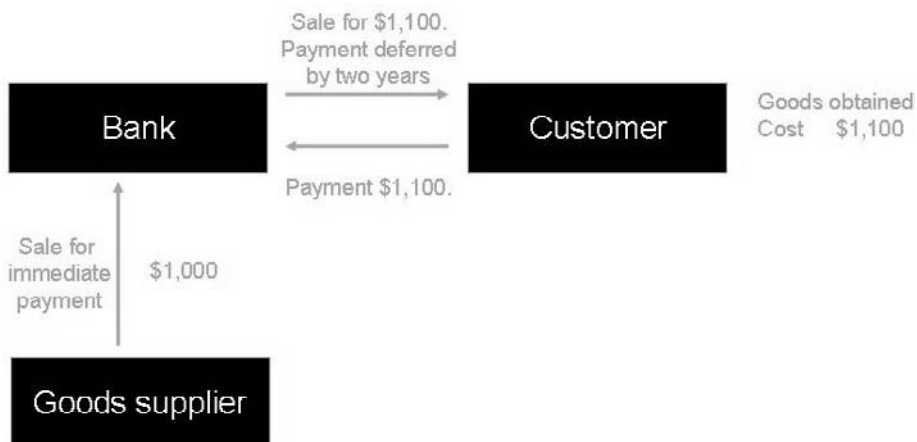 Sale for $1,100.
Payment deferred
by two years
Bank
Customer
Goods obtained
Cost $1,100
Payment $1,100.
Sale for
immediate
payment
$1,000
Goods supplier